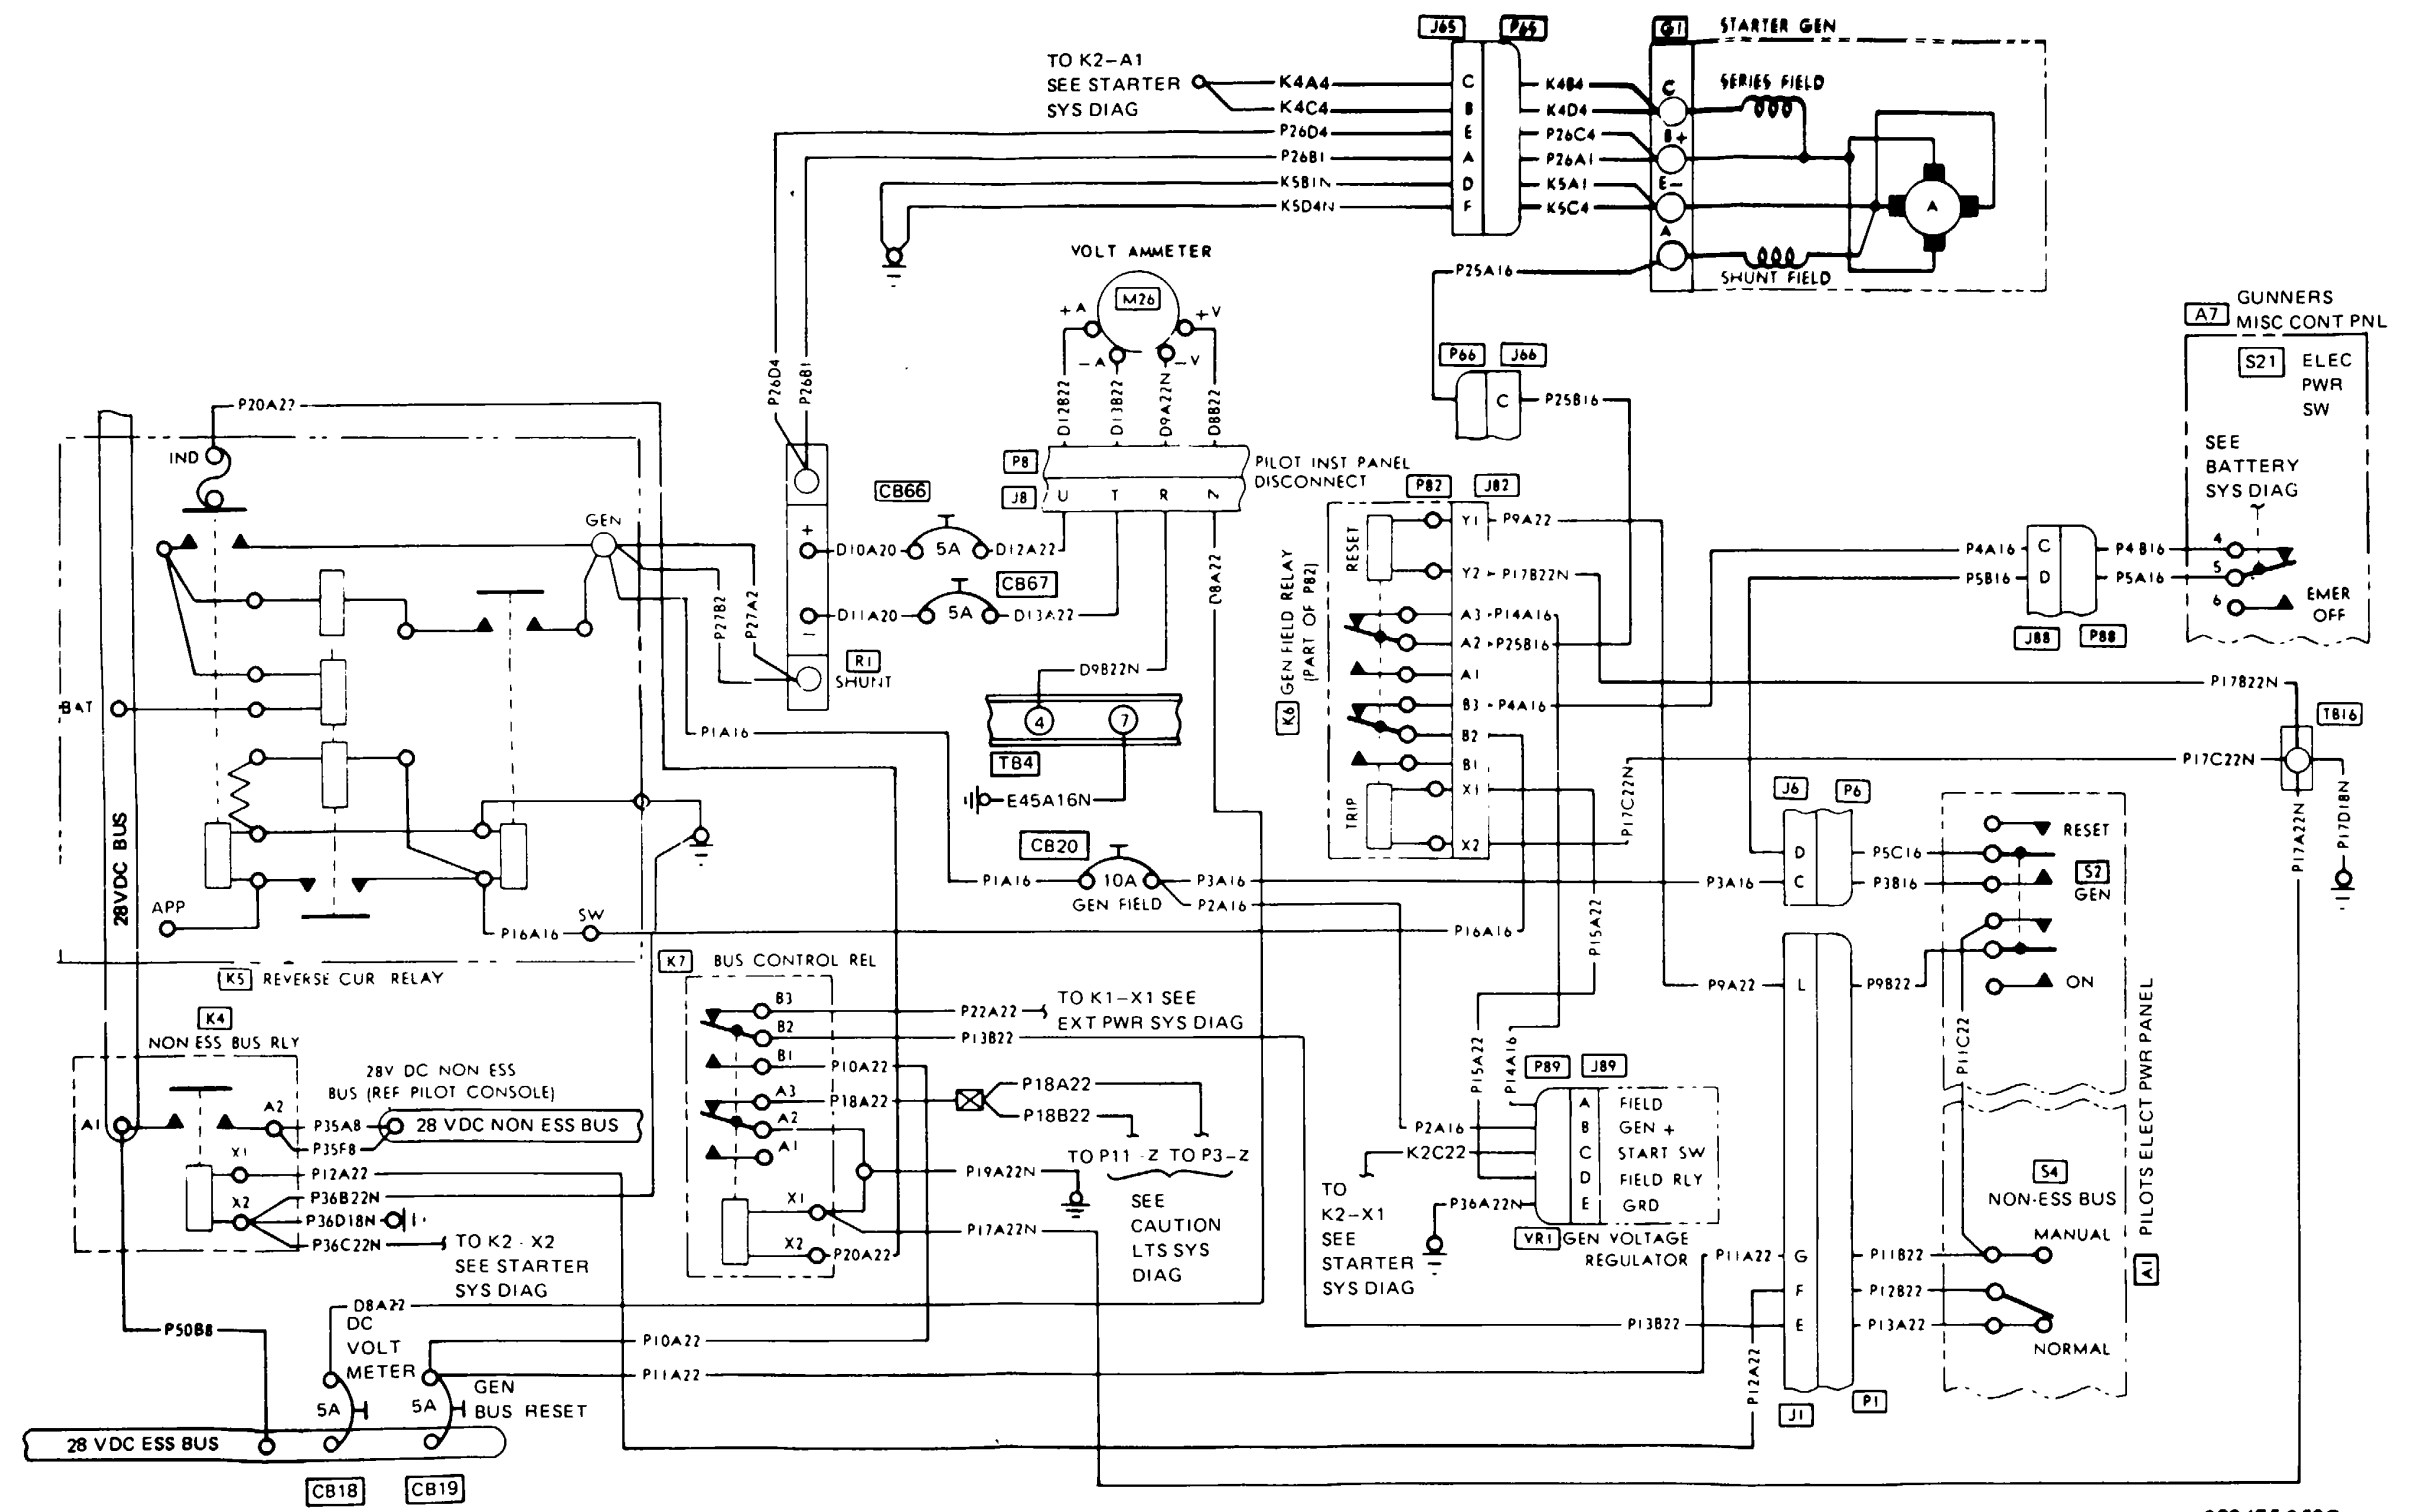 J65
P65
G1
STARTER GEN
TO K2-A1
SEE STARTER
SYS DIAG
K4A4
C
K4B4
C
SERIES FIELD
K4C4
B
K4D4
P26D4
E
P26C4
B+
P26B1
A
P26A1
K5B1N
D
K5A1
E-
K5D4N
F
K5C4
A
A
P25A16
SHUNT FIELD
VOLT AMMETER
M26
+A
+V
-A
-V
D12B22
D13B22
D9A22N
D8B22
P66
J66
C
P25B16
A7
GUNNERS
MISC CONT PNL
S21
ELEC
PWR
SW
SEE
BATTERY
SYS DIAG
4
5
6
EMER
OFF
P26D4
P26B1
P20A22
IND
GEN
P8
J8
U
T
R
N
PILOT INST PANEL
DISCONNECT
CB66
+
D10A20
5A
D12A22
CB67
D11A20
5A
D13A22
-
R1
SHUNT
P27B2
P27A2
D8A22
D9B22N
4
7
TB4
E45A16N
P82
J82
K6
GEN FIELD RELAY
(PART OF P82)
RESET
Y1
P9A22
Y2
P17B22N
A3
P14A16
A2
P25B16
A1
B3
P4A16
B2
B1
TRIP
X1
X2
P17C22N
P4A16
C
P4B16
P5B16
D
P5A16
J88
P88
P17B22N
TB16
P17C22N
P17D18N
P17A22N
BAT
28VDC BUS
P1A16
CB20
P1A16
10A
P3A16
GEN FIELD
P2A16
APP
P16A16
SW
P16A16
P15A22
K5
REVERSE CUR RELAY
J6
P6
P3A16
D
C
P5C16
P3B16
RESET
S2
GEN
ON
P9A22
L
P9B22
P11C22
A1
PILOTS ELECT PWR PANEL
K7
BUS CONTROL REL
B3
P22A22
TO K1-X1 SEE
EXT PWR SYS DIAG
B2
P13B22
B1
P10A22
A3
P18A22
P18A22
P18B22
A2
A1
TO P11-Z TO P3-Z
P19A22N
SEE
CAUTION
LTS SYS
DIAG
X1
P17A22N
X2
P20A22
K4
NON ESS BUS RLY
28V DC NON ESS
BUS (REF PILOT CONSOLE)
A1
A2
P35A8
28 VDC NON ESS BUS
P35F8
X1
P12A22
X2
P36B22N
P36D18N
P36C22N
TO K2-X2
SEE STARTER
SYS DIAG
P15A22
P14A16
P89
J89
A
FIELD
P2A16
B
GEN +
K2C22
C
START SW
D
FIELD RLY
P36A22N
E
GRD
TO
K2-X1
SEE
STARTER
SYS DIAG
VR1
GEN VOLTAGE
REGULATOR
S4
NON-ESS BUS
MANUAL
P11A22
G
P11B22
F
P12B22
P13B22
E
P13A22
NORMAL
P12A22
J1
P1
D8A22
DC
VOLT
METER
P50B8
P10A22
P11A22
GEN
BUS RESET
5A
5A
28 VDC ESS BUS
CB18
CB19